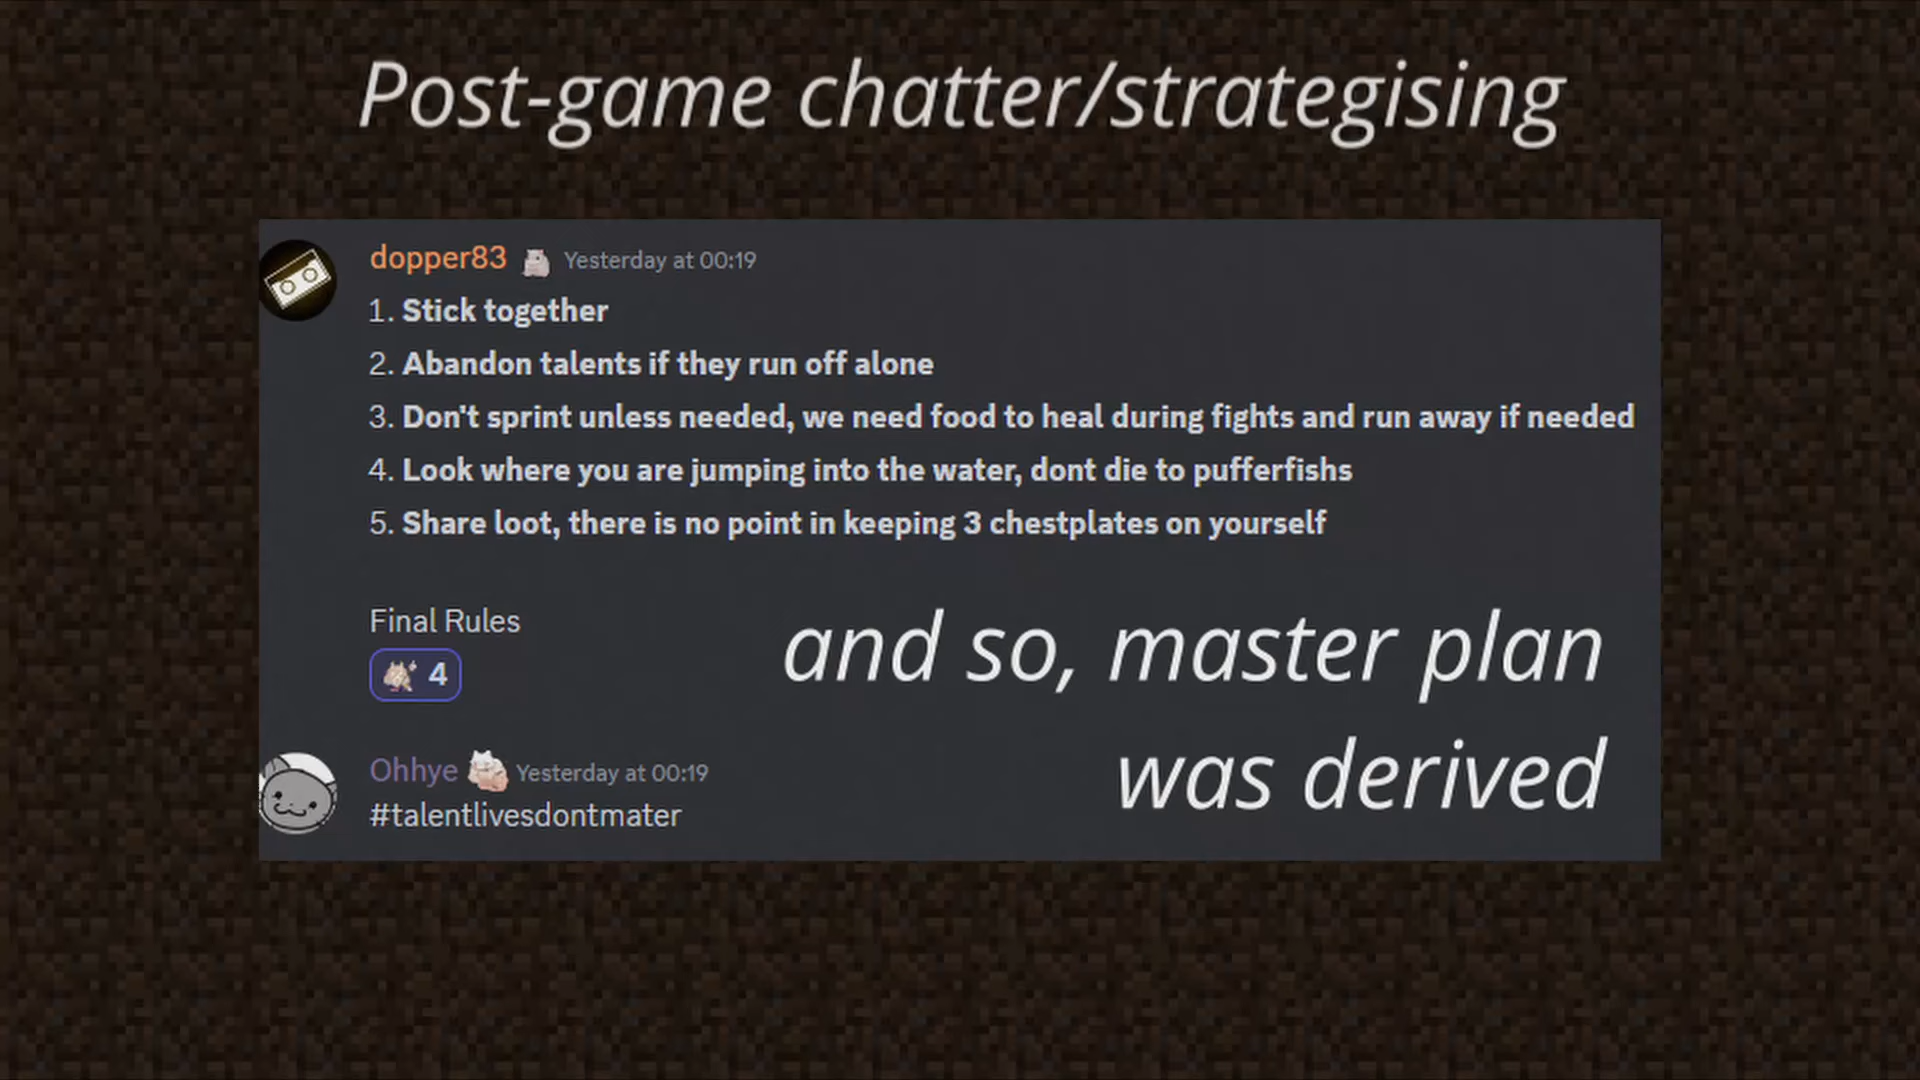 Post-game chatter/strategising
dopper83 Yesterday at 00:19
1. Stick together
2. Abandon talents if they run off alone
3. Don't sprint unless needed, we need food to heal during fights and run away if needed
4. Look where you are jumping into the water, dont die to pufferfishs
5. Share loot, there is no point in keeping 3 chestplates on yourself
Final Rules
4
and so, master plan
was derived
Ohhye Yesterday at 00:19
#talentlivesdontmater